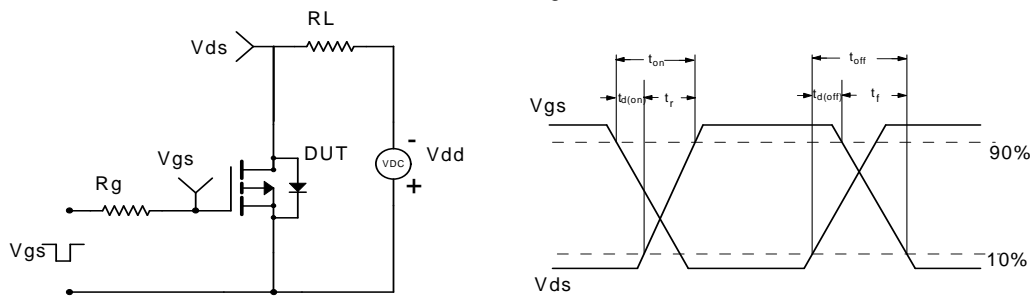 RL
Vds
Vgs
DUT
VDC
-
+
Vdd
Rg
Vgs
ton
toff
td(on)
tr
td(off)
tf
Vgs
90%
10%
Vds